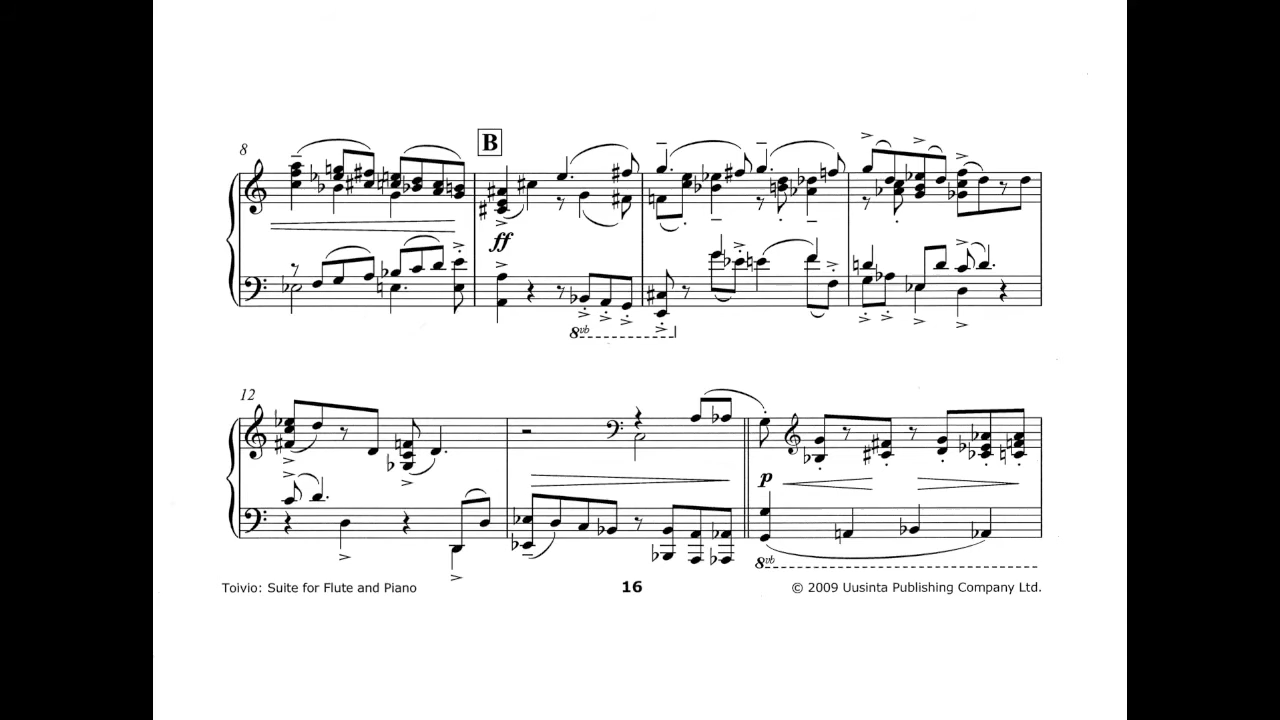 8
B
ff
8vb
12
p
8vb
Toivio: Suite for Flute and Piano
16
© 2009 Uusinta Publishing Company Ltd.